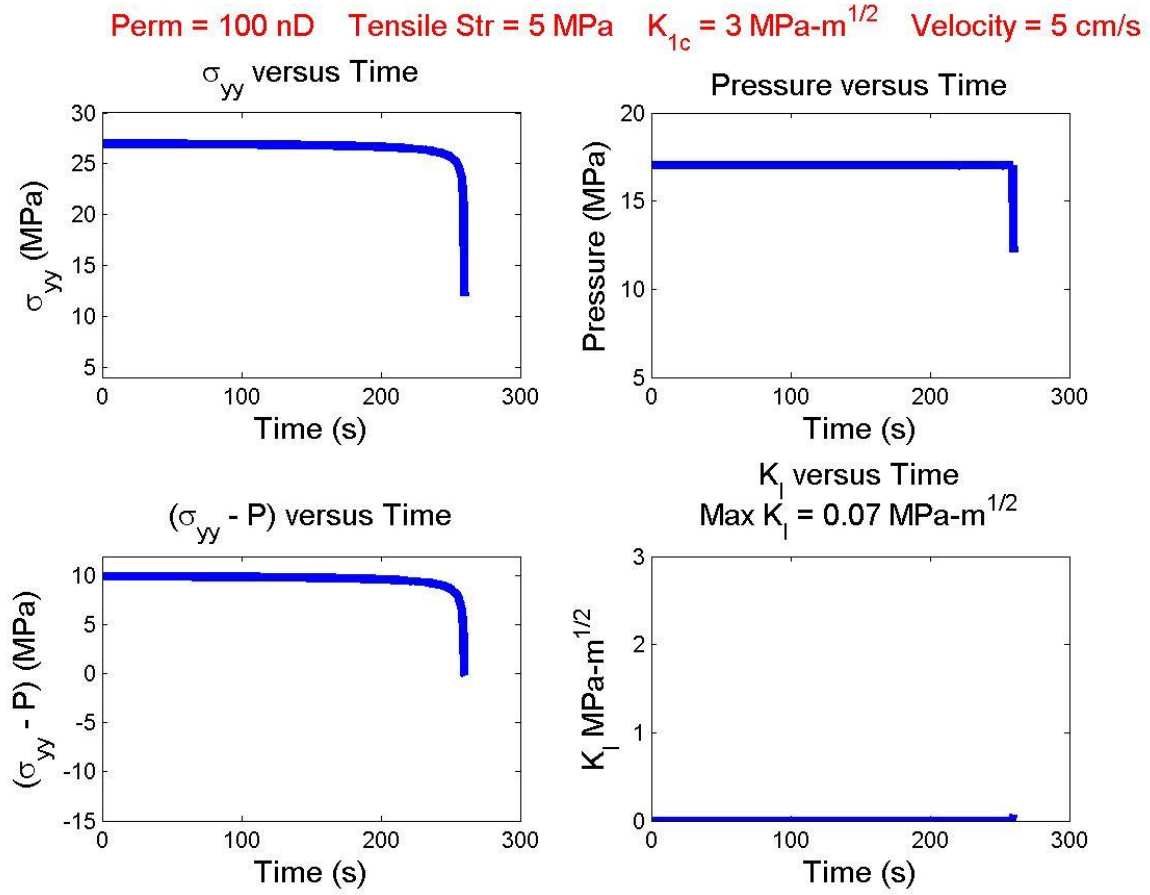 Perm = 100 nD Tensile Str = 5 MPa K1c = 3 MPa-m1/2 Velocity = 5 cm/s
σyy versus Time
30
25
20
15
10
5
σyy (MPa)
0 100 200 300
Time (s)
Pressure versus Time
20
15
10
5
Pressure (MPa)
0 100 200 300
Time (s)
(σyy - P) versus Time
10
5
0
-5
-10
-15
(σyy - P) (MPa)
0 100 200 300
Time (s)
KI versus Time
Max KI = 0.07 MPa-m1/2
3
2
1
0
KI MPa-m1/2
0 100 200 300
Time (s)